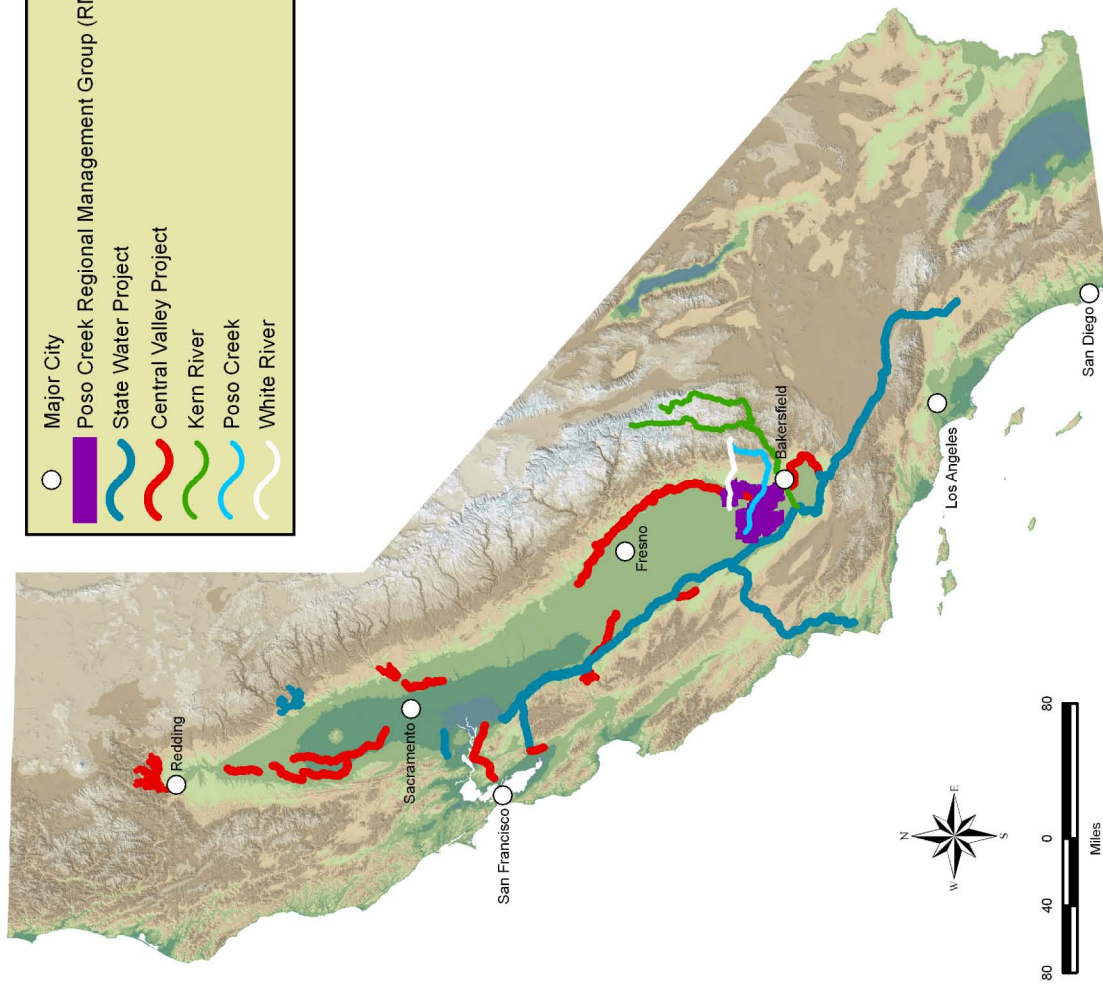 Major City
Poso Creek Regional Management Group (R
State Water Project
Central Valley Project
Kern River
Poso Creek
White River
Redding
Sacramento
San Francisco
Fresno
Bakersfield
Los Angeles
San Diego
N
W E
S
80 40 0 80
Miles